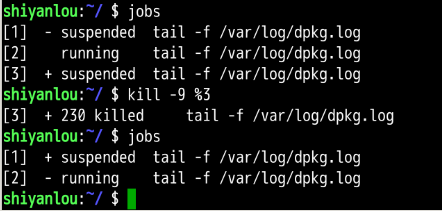 shiyanlou:~/ $ jobs
[1]  - suspended  tail -f /var/log/dpkg.log
[2]    running    tail -f /var/log/dpkg.log
[3]  + suspended  tail -f /var/log/dpkg.log
shiyanlou:~/ $ kill -9 %3
[3]  + 230 killed     tail -f /var/log/dpkg.log
shiyanlou:~/ $ jobs
[1]  + suspended  tail -f /var/log/dpkg.log
[2]  - running    tail -f /var/log/dpkg.log
shiyanlou:~/ $